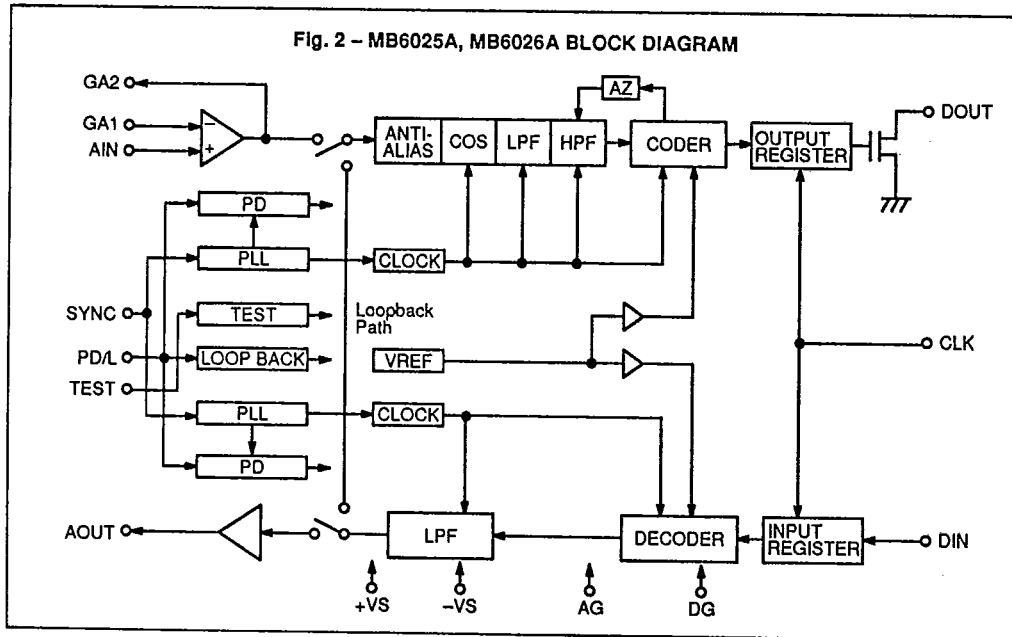 Fig. 2 – MB6025A, MB6026A BLOCK DIAGRAM
GA2
AZ
GA1
AIN
–
+
ANTI-
ALIAS
COS
LPF
HPF
CODER
OUTPUT
REGISTER
DOUT
PD
PLL
CLOCK
SYNC
TEST
Loopback
Path
PD/L
LOOP BACK
VREF
CLK
TEST
PLL
CLOCK
PD
AOUT
LPF
DECODER
INPUT
REGISTER
DIN
+VS
–VS
AG
DG